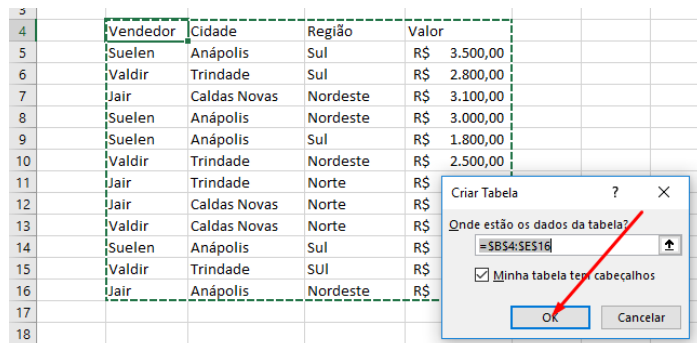 3
4 Vendedor Cidade Região Valor
5 Suelen Anápolis Sul R$ 3.500,00
6 Valdir Trindade Sul R$ 2.800,00
7 Jair Caldas Novas Nordeste R$ 3.100,00
8 Suelen Anápolis Nordeste R$ 3.000,00
9 Suelen Anápolis Sul R$ 1.800,00
10 Valdir Trindade Nordeste R$ 2.500,00
11 Jair Trindade Norte R$
12 Jair Caldas Novas Norte R$
13 Valdir Caldas Novas Norte R$
14 Suelen Anápolis Sul R$
15 Valdir Trindade SUl R$
16 Jair Anápolis Nordeste R$
17
18
Criar Tabela ? ×
Onde estão os dados da tabela?
=$B$4:$E$16
Minha tabela tem cabeçalhos
OK Cancelar